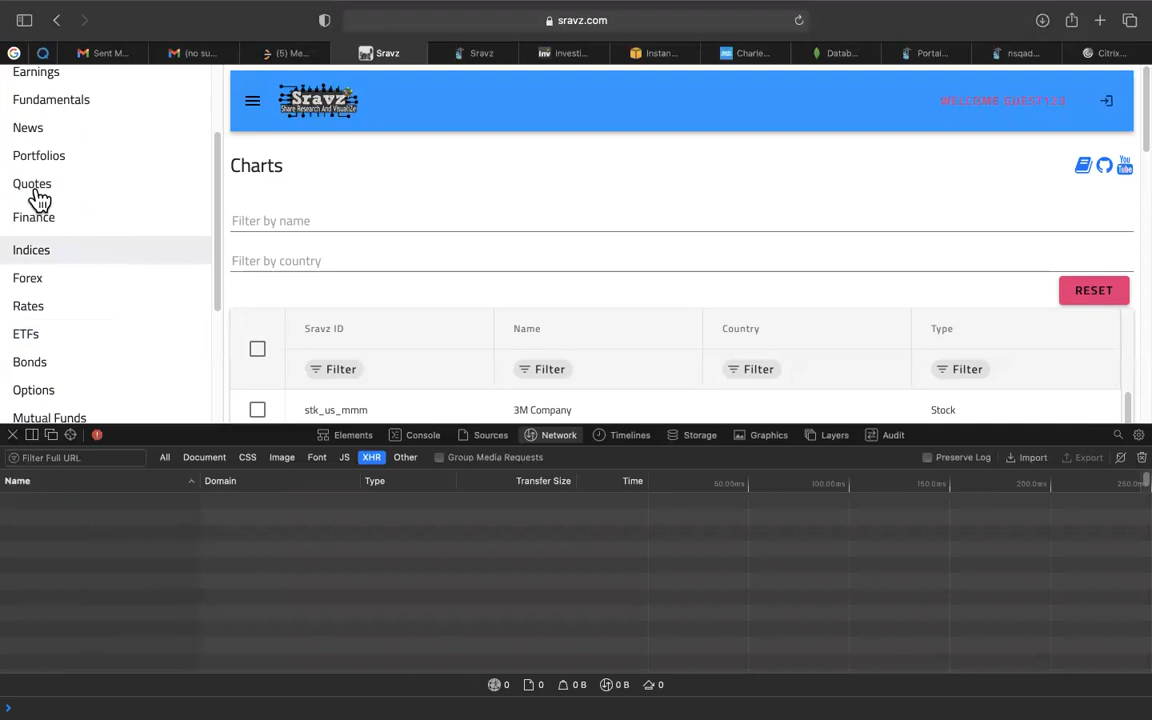 sravz.com
Sent M...
(no su...
(5) Me...
Sravz
Sravz
Investi...
Instan...
Charle...
Datab...
Portai...
nsqad...
Citrix...
Earnings
Fundamentals
News
Portfolios
Quotes
Finance
Indices
Forex
Rates
ETFs
Bonds
Options
Mutual Funds
Sravz
Share Research And Visualize
WELCOME GUEST123
Charts
You
Tube
Filter by name
Filter by country
RESET
Sravz ID Name Country Type
Filter Filter Filter Filter
stk_us_mmm 3M Company Stock
Elements Console Sources Network Timelines Storage Graphics Layers Audit
Filter Full URL All Document CSS Image Font JS XHR Other Group Media Requests Preserve Log Import Export
Name Domain Type Transfer Size Time 50.00ms 100.00ms 150.0ms 200.0ms 250.0m
0 0 0 B 0 B 0